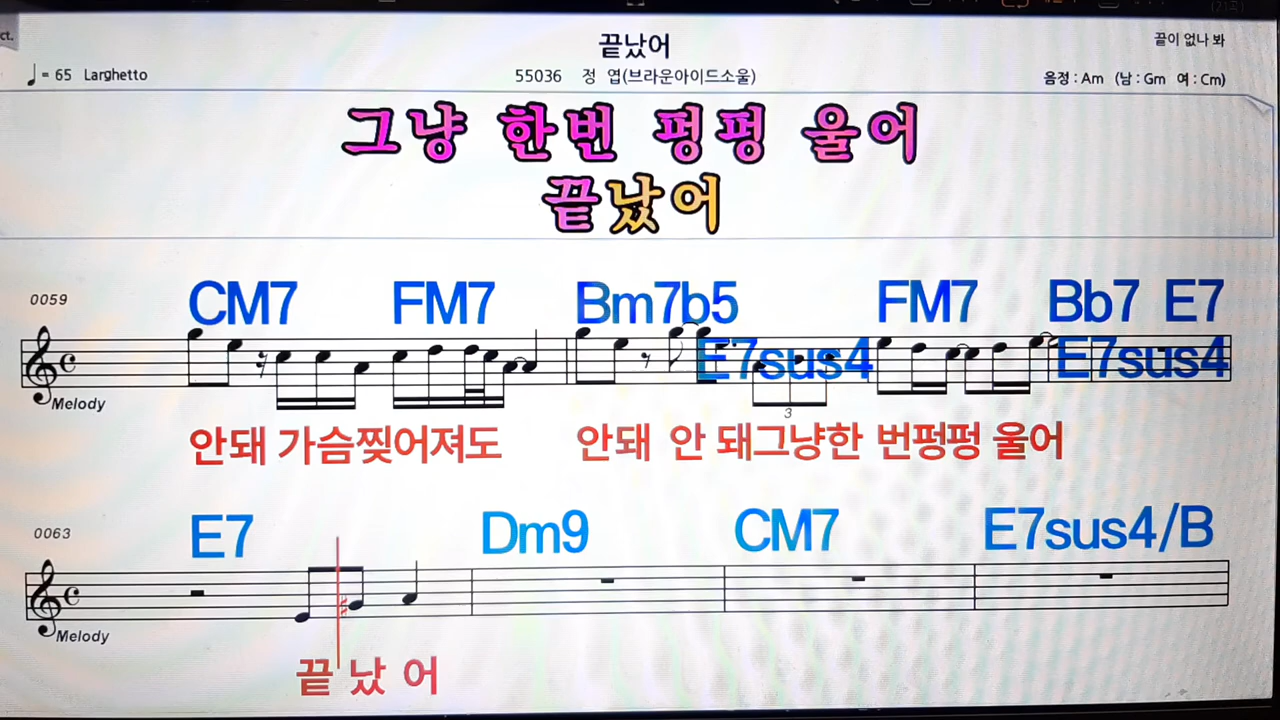 ct.
끝났어
끝이 없나 봐
♩= 65 Larghetto
55036 정 엽(브라운아이드소울)
음정 : Am (남 : Gm 여 : Cm)
그냥 한번 펑펑 울어
끝났어
0059
CM7 FM7 Bm7b5 FM7 Bb7 E7
E7sus4 E7sus4
Melody
3
안돼 가슴찢어져도 안돼 안 돼그냥한 번펑펑 울어
0063
E7 Dm9 CM7 E7sus4/B
Melody
끝 났 어